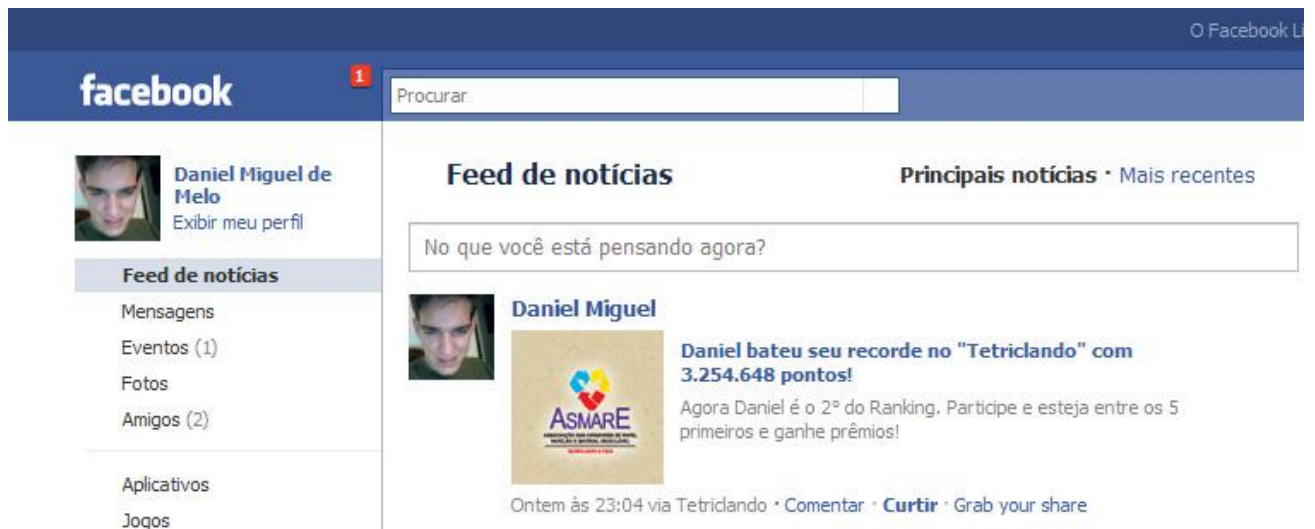 O Facebook Li
facebook
1
Procurar
Daniel Miguel de
Melo
Exibir meu perfil
Feed de notícias
Mensagens
Eventos (1)
Fotos
Amigos (2)
Aplicativos
Jogos
Feed de notícias
Principais notícias · Mais recentes
No que você está pensando agora?
Daniel Miguel
ASMARE
Daniel bateu seu recorde no "Tetriclando" com
3.254.648 pontos!
Agora Daniel é o 2º do Ranking. Participe e esteja entre os 5
primeiros e ganhe prêmios!
Ontem às 23:04 via Tetriclando · Comentar · Curtir · Grab your share